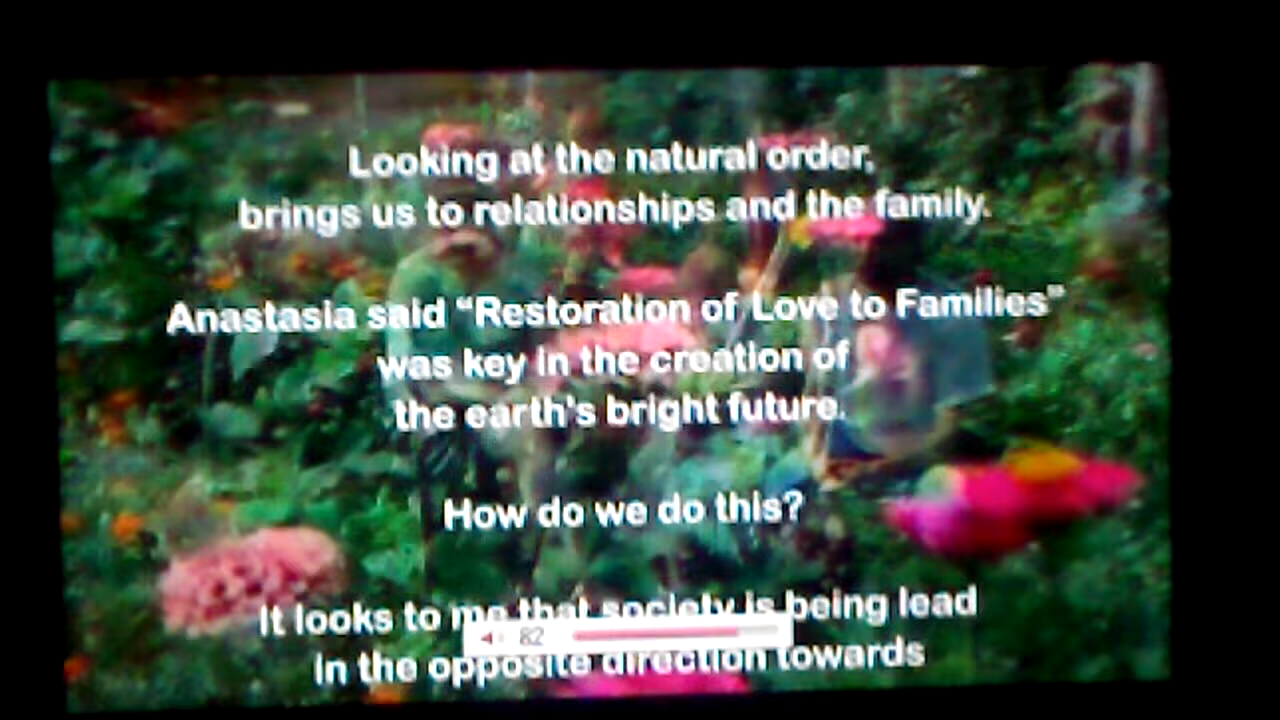 Looking at the natural order,
brings us to relationships and the family.
Anastasia said “Restoration of Love to Families”
was key in the creation of
the earth's bright future.
How do we do this?
It looks to me that society is being lead
82
in the opposite direction towards